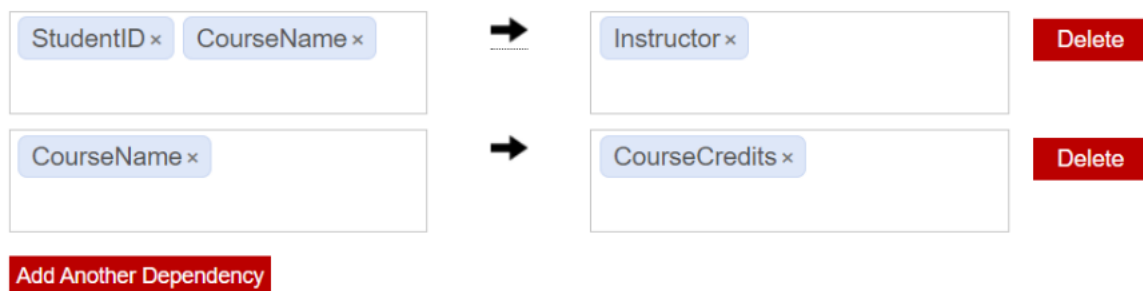 StudentID × CourseName × ➡ Instructor × Delete
CourseName × ➡ CourseCredits × Delete
Add Another Dependency